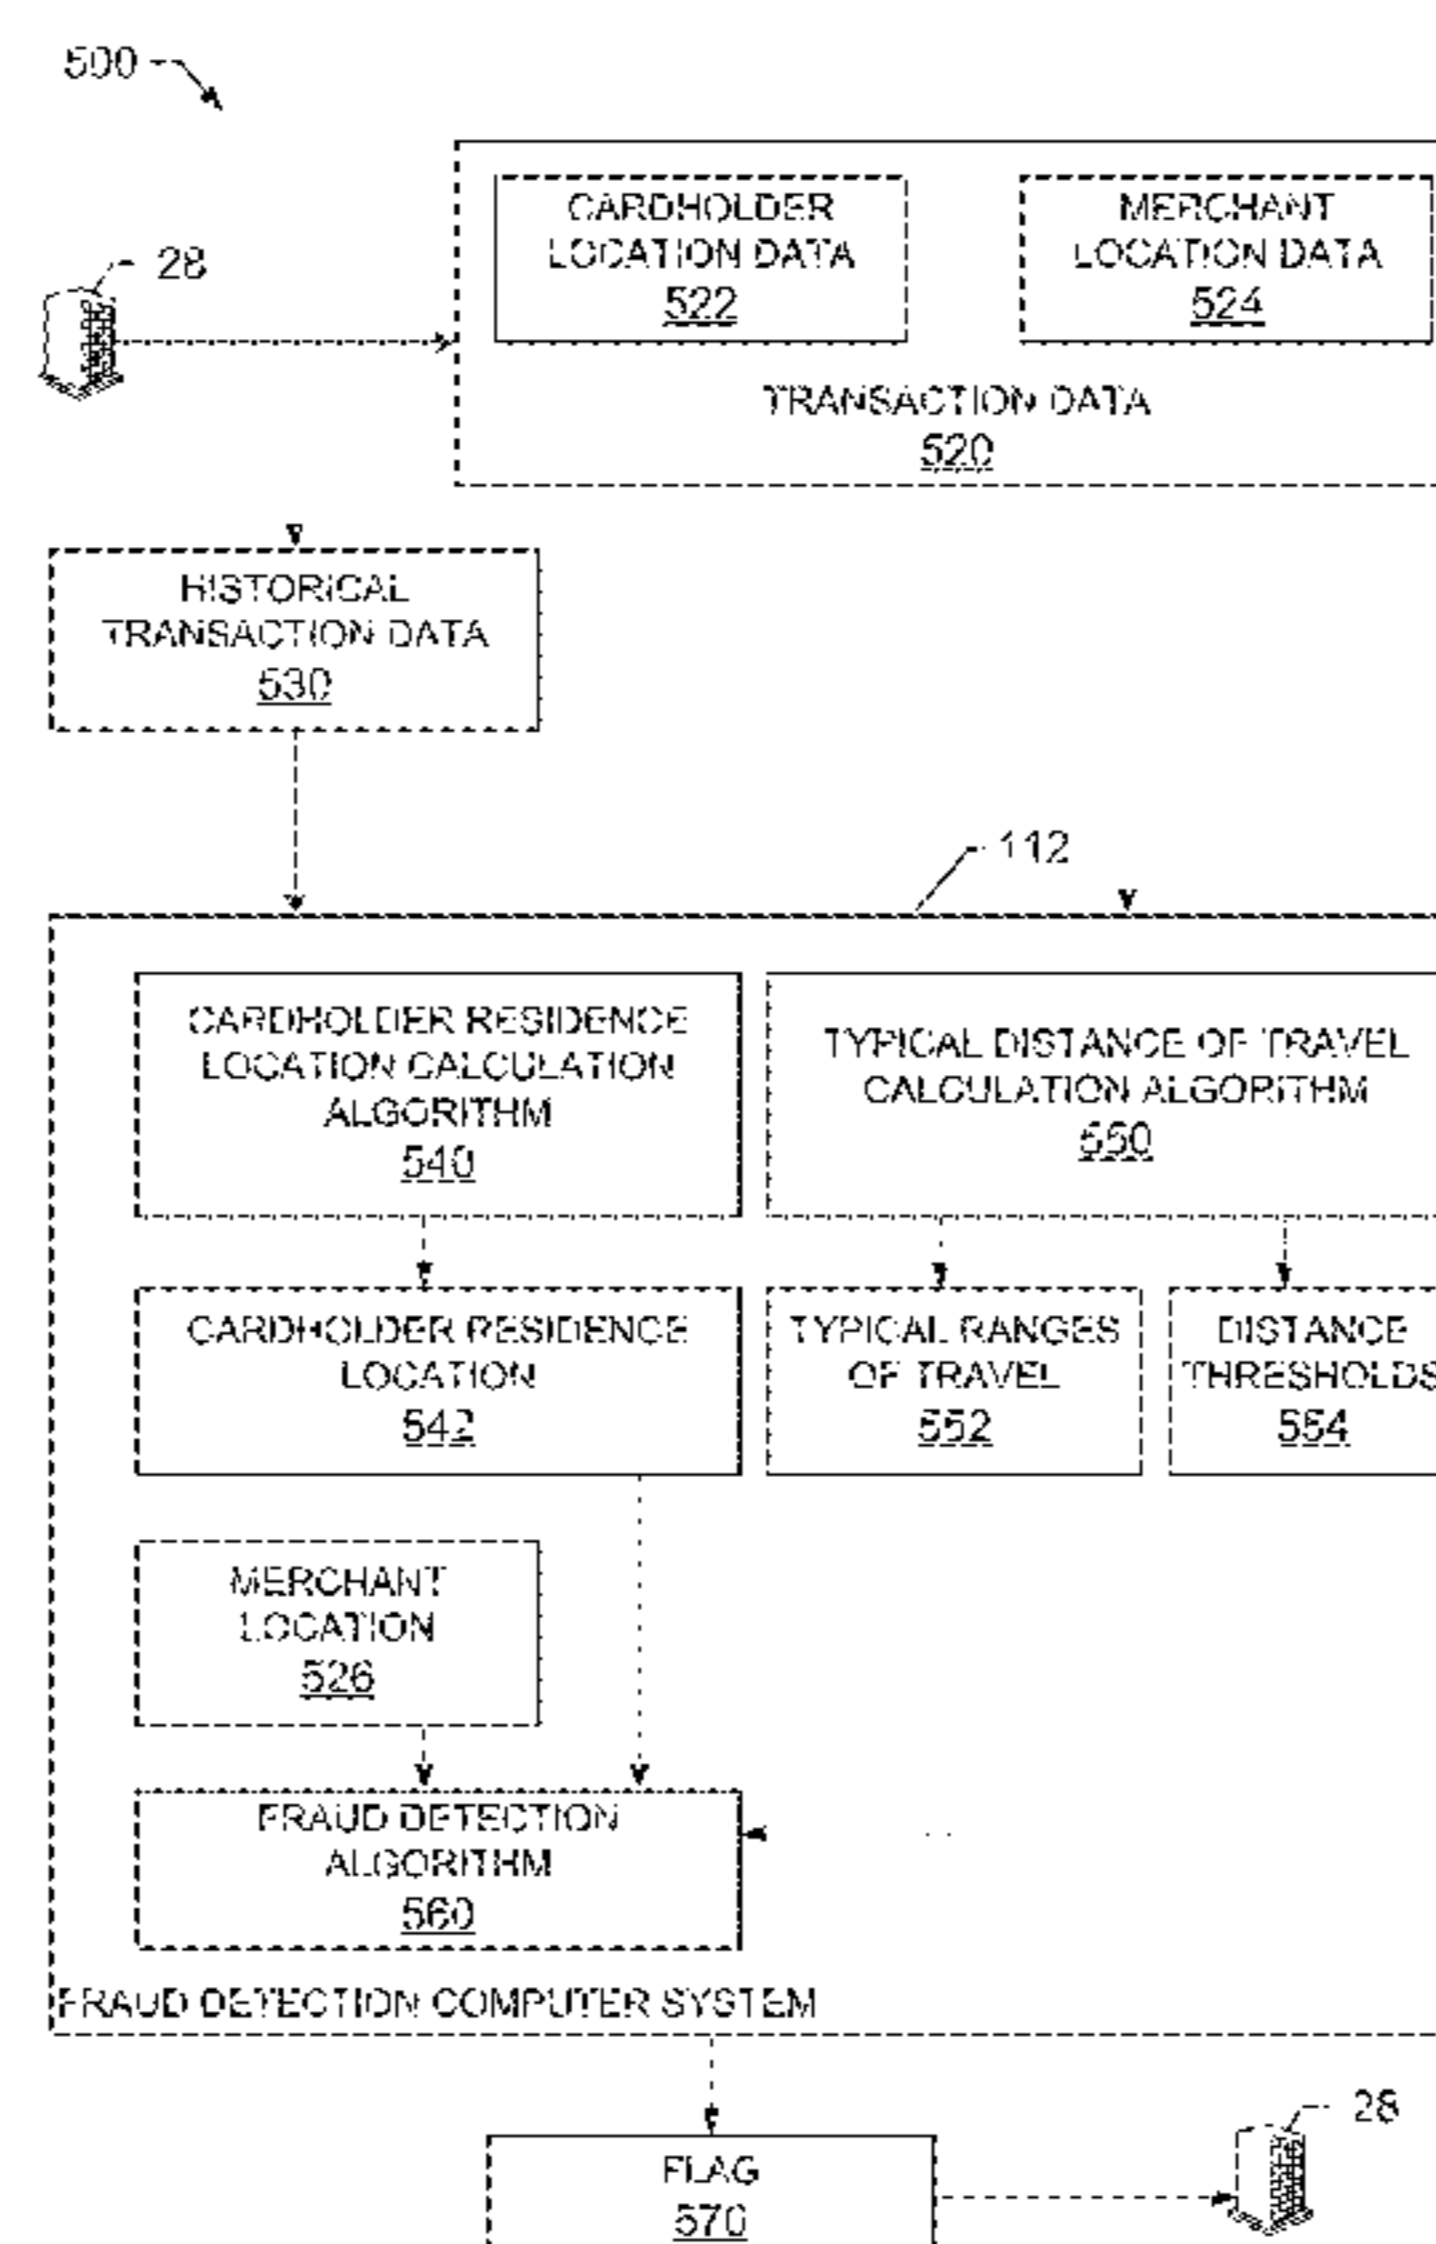 500
28
CARDHOLDER
LOCATION DATA
522
MERCHANT
LOCATION DATA
524
TRANSACTION DATA
520
HISTORICAL
TRANSACTION DATA
530
112
CARDHOLDER RESIDENCE
LOCATION CALCULATION
ALGORITHM
540
TYPICAL DISTANCE OF TRAVEL
CALCULATION ALGORITHM
550
CARDHOLDER RESIDENCE
LOCATION
542
TYPICAL RANGES
OF TRAVEL
552
DISTANCE
THRESHOLDS
554
MERCHANT
LOCATION
526
FRAUD DETECTION
ALGORITHM
560
FRAUD DETECTION COMPUTER SYSTEM
28
FLAG
570